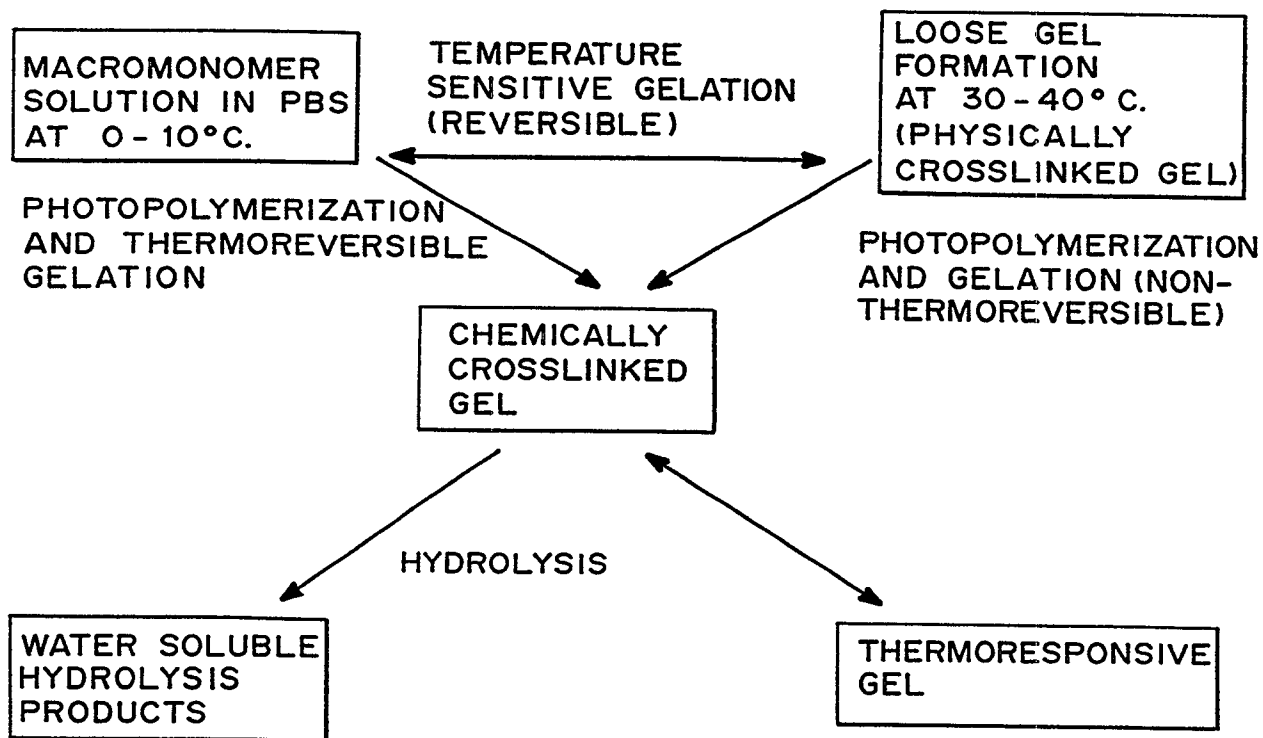 MACROMONOMER
SOLUTION IN PBS
AT 0-10°C.
TEMPERATURE
SENSITIVE GELATION
(REVERSIBLE)
LOOSE GEL
FORMATION
AT 30-40°C.
(PHYSICALLY
CROSSLINKED GEL)
PHOTOPOLYMERIZATION
AND THERMOREVERSIBLE
GELATION
PHOTOPOLYMERIZATION
AND GELATION (NON-
THERMOREVERSIBLE)
CHEMICALLY
CROSSLINKED
GEL
HYDROLYSIS
WATER SOLUBLE
HYDROLYSIS
PRODUCTS
THERMORESPONSIVE
GEL